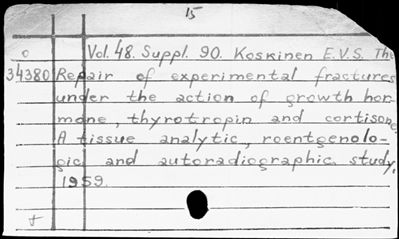 15
o Vol. 48. Suppl. 90. Koskinen E.V.S. The
34380 Repair of experimental fractures
under the action of growth hor-
mone, thyrotropin and cortisone.
A tissue analytic, roentgenolo-
gic and autoradiographic study.
1959.